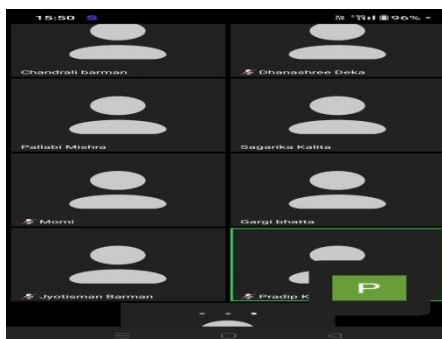 15:50 S 96%
Chandrali barman
Dhanashree Deka
Pallabi Mishra
Sagarika Kalita
Momi
Gargi bhatta
Jyotisman Barman
Pradip K
P